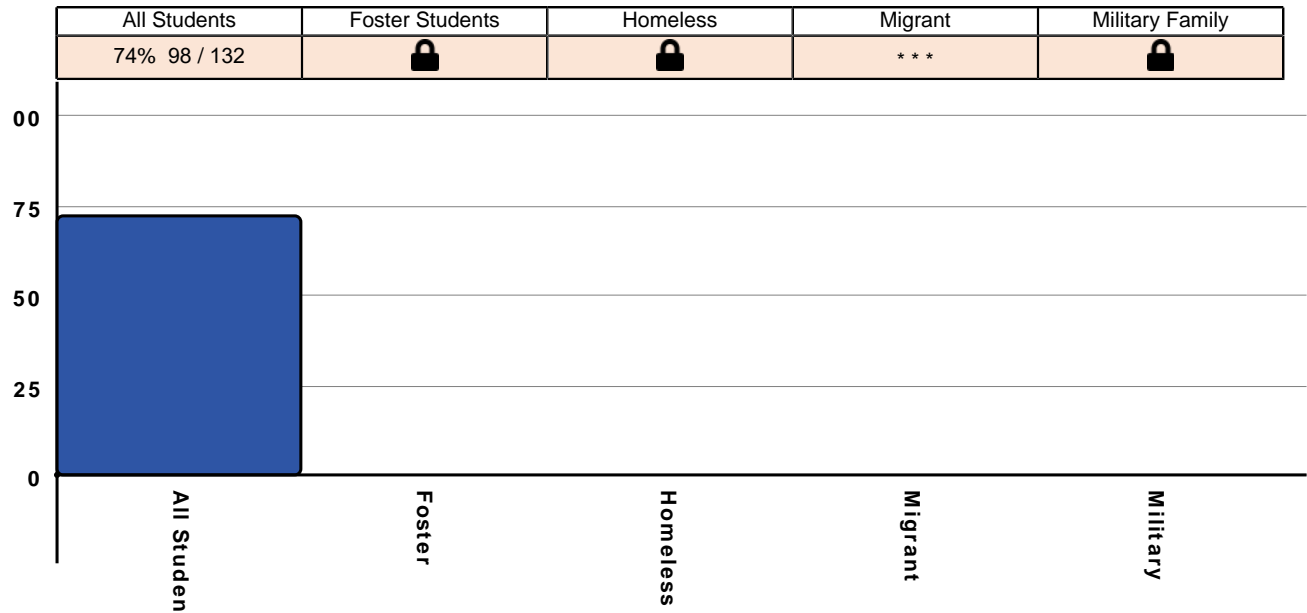 All Students Foster Students Homeless Migrant Military Family
74% 98 / 132 * * *
00
75
50
25
0
All Studen
Foster
Homeless
Migrant
Military